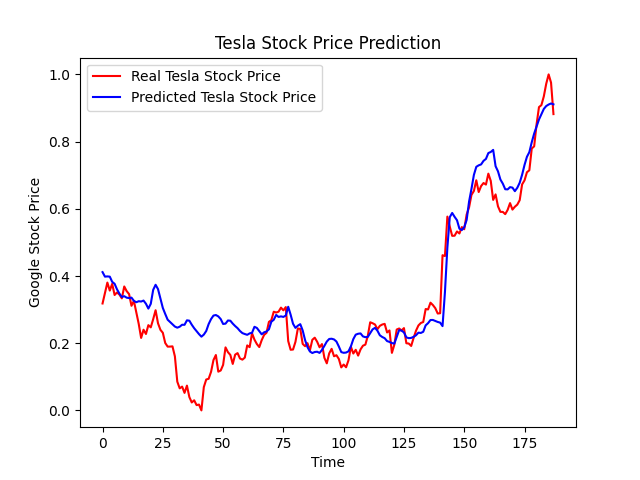 Tesla Stock Price Prediction
Real Tesla Stock Price
Predicted Tesla Stock Price
Google Stock Price
1.0
0.8
0.6
0.4
0.2
0.0
0 25 50 75 100 125 150 175
Time